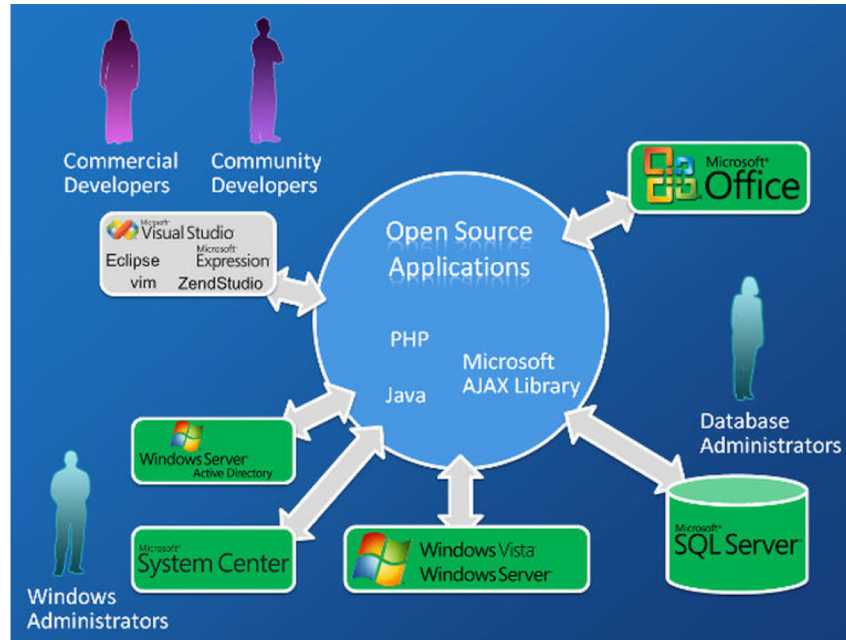 Commercial
Developers
Community
Developers
Microsoft
Visual Studio
Eclipse
Microsoft
Expression
vim
ZendStudio
Open Source
Applications
PHP
Java
Microsoft
AJAX Library
Microsoft
Office
Database
Administrators
Windows Server
Active Directory
Microsoft
System Center
Windows Vista
Windows Server
Microsoft
SQL Server
Windows
Administrators